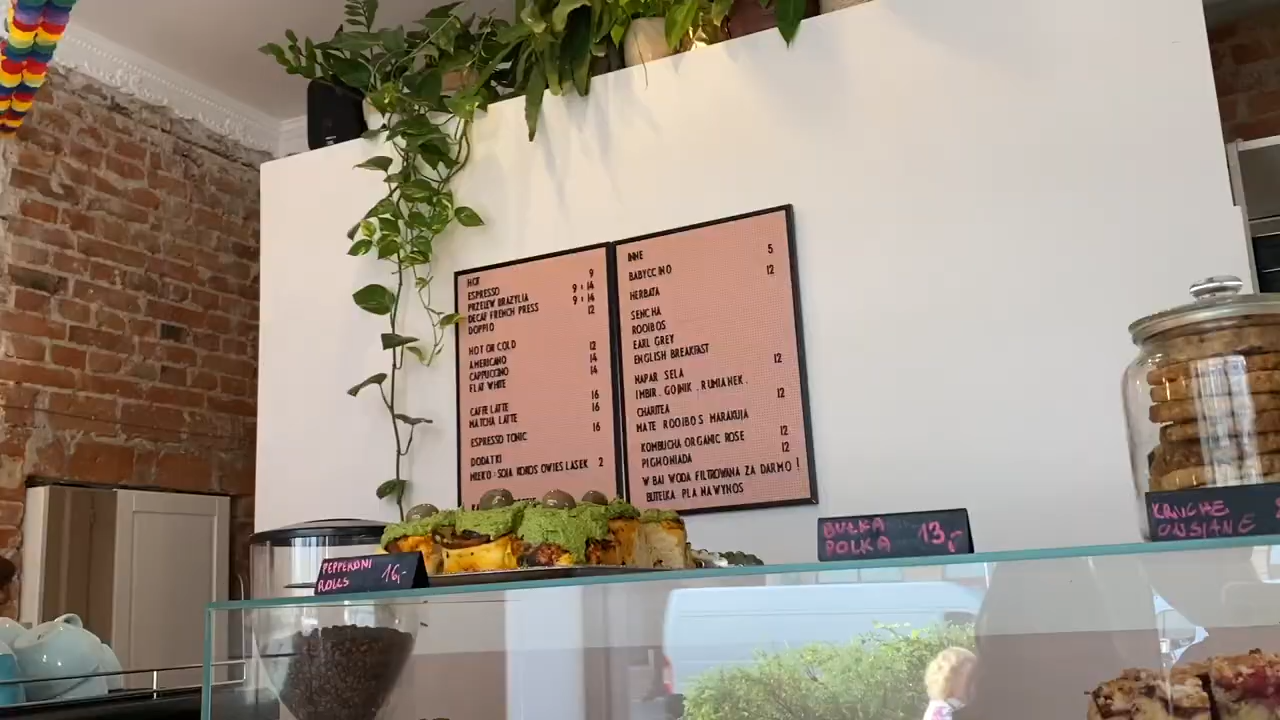 HOT
ESPRESSO 9
PRZELEW BRAZYLIA 9 : 14
DECAF FRENCH PRESS 9 : 14
DOPPIO 12
HOT OR COLD
AMERICANO 12
CAPPUCCINO 14
FLAT WHITE 14
CAFFE LATTE 16
MATCHA LATTE 16
ESPRESSO TONIC 16
DODATKI
MLEKO : SOJA KOKOS OWIES LASEK 2
INNE
BABYCCINO 5
HERBATA 12
SENCHA
ROOIBOS
EARL GREY
ENGLISH BREAKFAST
NAPAR SELA 12
IMBIR . GOJNIK . RUMIANEK .
CHARITEA 12
MATE ROOIBOS MARAKUJA
KOMBUCHA ORGANIC ROSE 12
PIGMONIADA 12
W BAI WODA FILTROWANA ZA DARMO !
BUTELKA PLA NA WYNOS
PEPPERONI
ROLLS 16,-
BUŁKA
POLKA 13,-
KRUCHE
OWSIANE